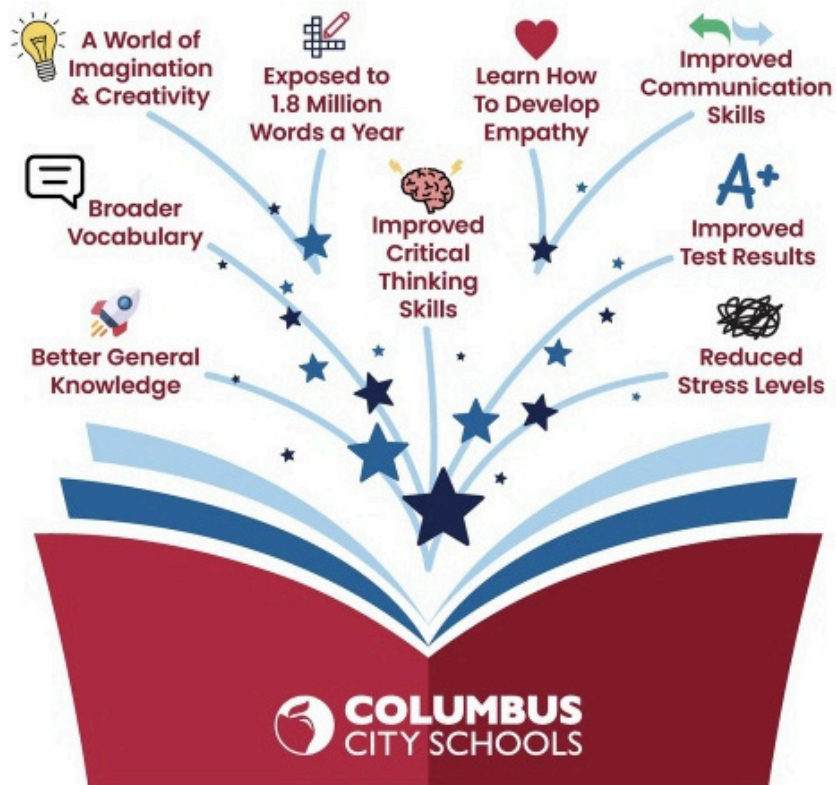 A World of
Imagination
& Creativity
Exposed to
1.8 Million
Words a Year
Learn How
To Develop
Empathy
Improved
Communication
Skills
Broader
Vocabulary
Improved
Critical
Thinking
Skills
A+
Improved
Test Results
Better General
Knowledge
Reduced
Stress Levels
COLUMBUS
CITY SCHOOLS